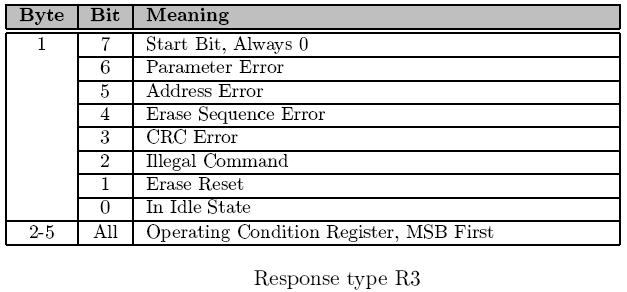 Byte Bit Meaning
1 7 Start Bit, Always 0
6 Parameter Error
5 Address Error
4 Erase Sequence Error
3 CRC Error
2 Illegal Command
1 Erase Reset
0 In Idle State
2-5 All Operating Condition Register, MSB First
Response type R3